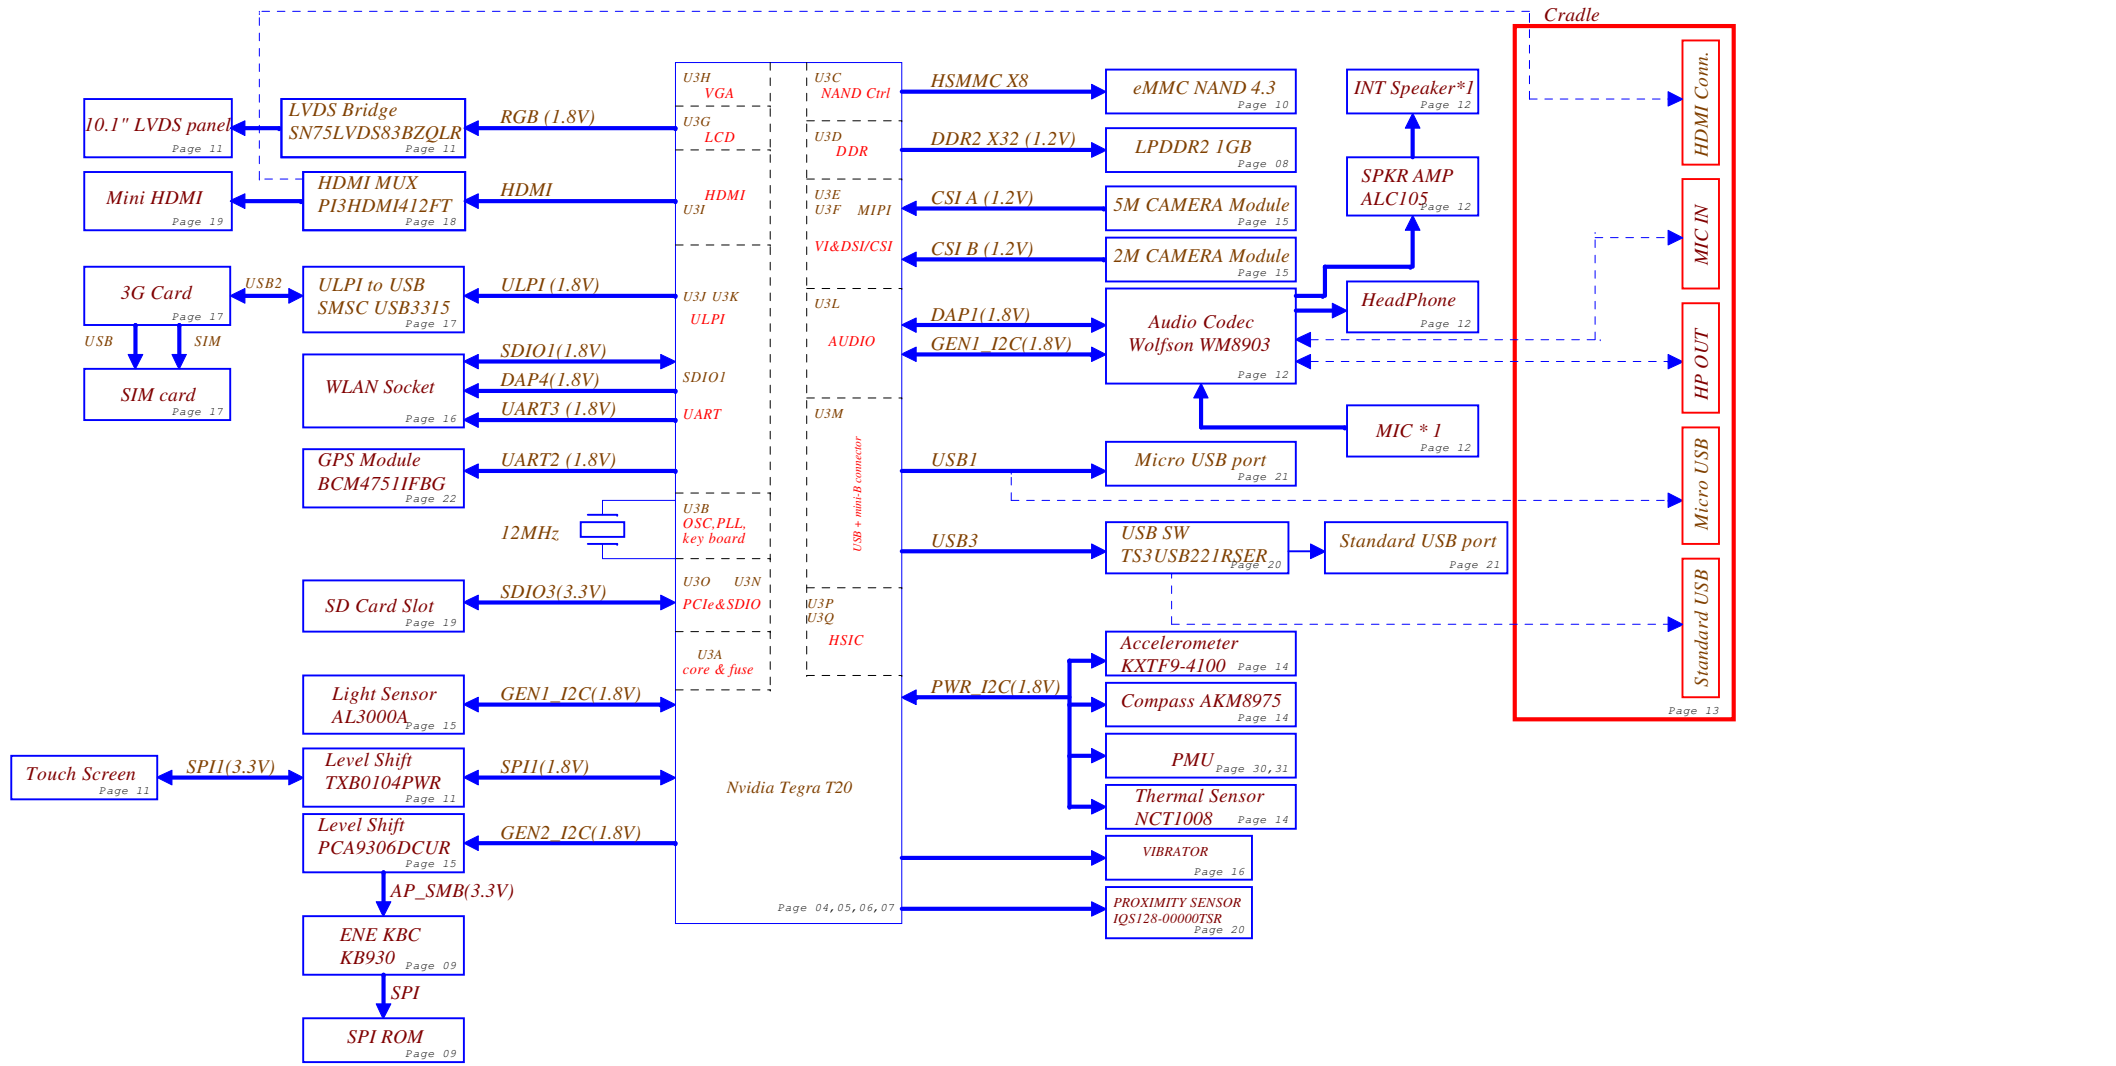 Cradle
10.1" LVDS panel
Page 11
LVDS Bridge
SN75LVDS83BZQLR
Page 11
RGB (1.8V)
Mini HDMI
Page 19
HDMI MUX
PI3HDMI412FT
Page 18
HDMI
3G Card
Page 17
USB2
ULPI to USB
SMSC USB3315
Page 17
ULPI (1.8V)
USB
SIM
SIM card
Page 17
WLAN Socket
Page 16
SDIO1(1.8V)
DAP4(1.8V)
UART3 (1.8V)
GPS Module
BCM4751IFBG
Page 22
UART2 (1.8V)
12MHz
SD Card Slot
Page 19
SDIO3(3.3V)
Light Sensor
AL3000A
Page 15
GEN1_I2C(1.8V)
Touch Screen
Page 11
SPI1(3.3V)
Level Shift
TXB0104PWR
Page 11
SPI1(1.8V)
Level Shift
PCA9306DCUR
Page 15
GEN2_I2C(1.8V)
AP_SMB(3.3V)
ENE KBC
KB930
Page 09
SPI
SPI ROM
Page 09
U3H
VGA
U3G
LCD
HDMI
U3I
U3J U3K
ULPI
SDIO1
UART
U3B
OSC,PLL,
key board
U3O U3N
PCIe&SDIO
U3A
core & fuse
U3C
NAND Ctrl
U3D
DDR
U3E
U3F MIPI
VI&DSI/CSI
U3L
AUDIO
U3M
USB + mini-B connector
U3P
U3Q
HSIC
Nvidia Tegra T20
Page 04,05,06,07
HSMMC X8
eMMC NAND 4.3
Page 10
DDR2 X32 (1.2V)
LPDDR2 1GB
Page 08
CSI A (1.2V)
5M CAMERA Module
Page 15
CSI B (1.2V)
2M CAMERA Module
Page 15
DAP1(1.8V)
GEN1_I2C(1.8V)
Audio Codec
Wolfson WM8903
Page 12
INT Speaker*1
Page 12
SPKR AMP
ALC105
Page 12
HeadPhone
Page 12
MIC * 1
Page 12
USB1
Micro USB port
Page 21
USB3
USB SW
TS3USB221RSER
Page 20
Standard USB port
Page 21
PWR_I2C(1.8V)
Accelerometer
KXTF9-4100
Page 14
Compass AKM8975
Page 14
PMU
Page 30,31
Thermal Sensor
NCT1008
Page 14
VIBRATOR
Page 16
PROXIMITY SENSOR
IQS128-00000TSR
Page 20
HDMI Conn.
MIC IN
HP OUT
Micro USB
Standard USB
Page 13